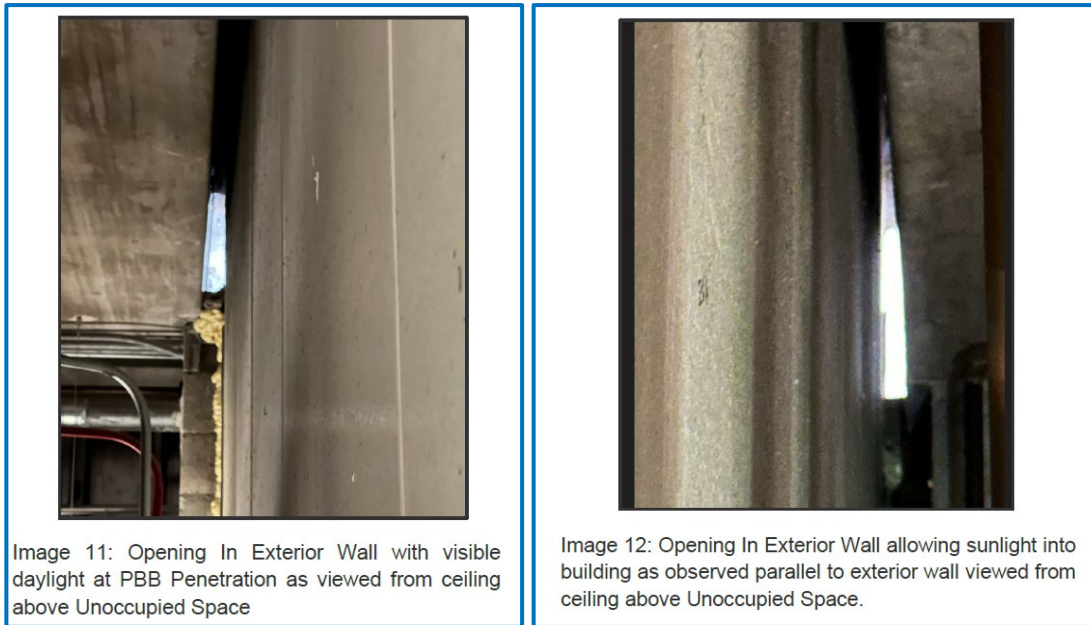 Image 11: Opening In Exterior Wall with visible
daylight at PBB Penetration as viewed from ceiling
above Unoccupied Space
Image 12: Opening In Exterior Wall allowing sunlight into
building as observed parallel to exterior wall viewed from
ceiling above Unoccupied Space.